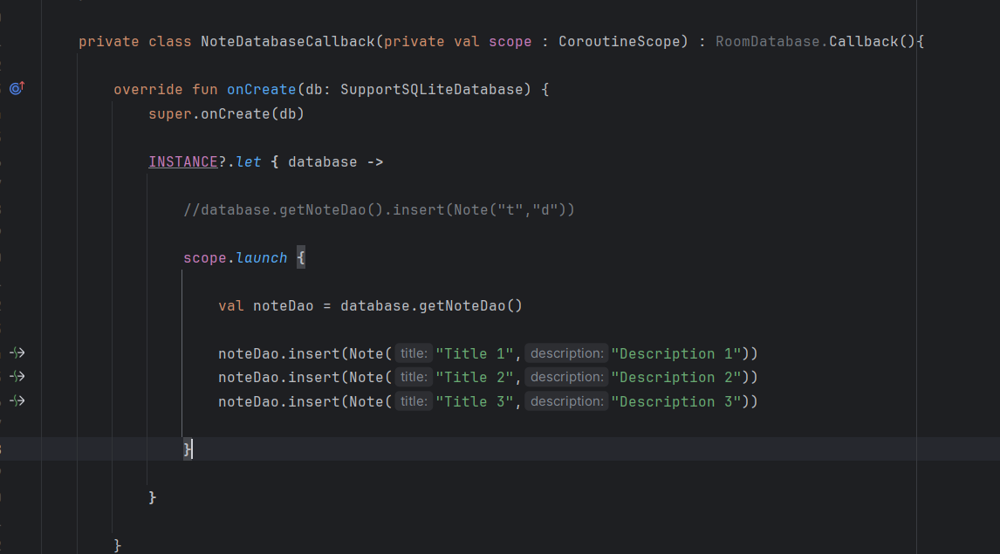 private class NoteDatabaseCallback(private val scope : CoroutineScope) : RoomDatabase.Callback(){
override fun onCreate(db: SupportSQLiteDatabase) {
super.onCreate(db)
INSTANCE?.let { database ->
//database.getNoteDao().insert(Note("t","d"))
scope.launch {
val noteDao = database.getNoteDao()
noteDao.insert(Note( title: "Title 1", description: "Description 1"))
noteDao.insert(Note( title: "Title 2", description: "Description 2"))
noteDao.insert(Note( title: "Title 3", description: "Description 3"))
}
}
}